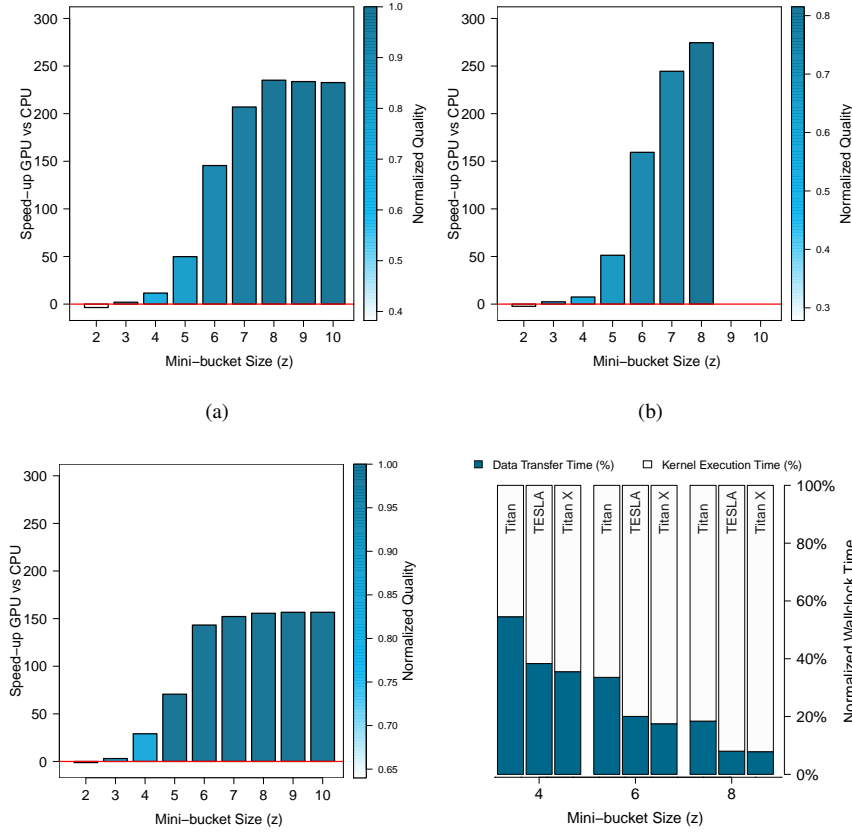 300
250
200
150
100
50
0
Speed−up GPU vs CPU
2 3 4 5 6 7 8 9 10
Mini−bucket Size (z)
1.0
0.9
0.8
0.7
0.6
0.5
0.4
Normalized Quality
(a)
300
250
200
150
100
50
0
Speed−up GPU vs CPU
2 3 4 5 6 7 8 9 10
Mini−bucket Size (z)
0.8
0.7
0.6
0.5
0.4
0.3
Normalized Quality
(b)
300
250
200
150
100
50
0
Speed−up GPU vs CPU
2 3 4 5 6 7 8 9 10
Mini−bucket Size (z)
1.00
0.95
0.90
0.85
0.80
0.75
0.70
0.65
Normalized Quality
Data Transfer Time (%) Kernel Execution Time (%)
Titan TESLA Titan X Titan TESLA Titan X Titan TESLA Titan X
100%
80%
60%
40%
20%
0%
Normalized Wallclock Time
4 6 8
Mini−bucket Size (z)